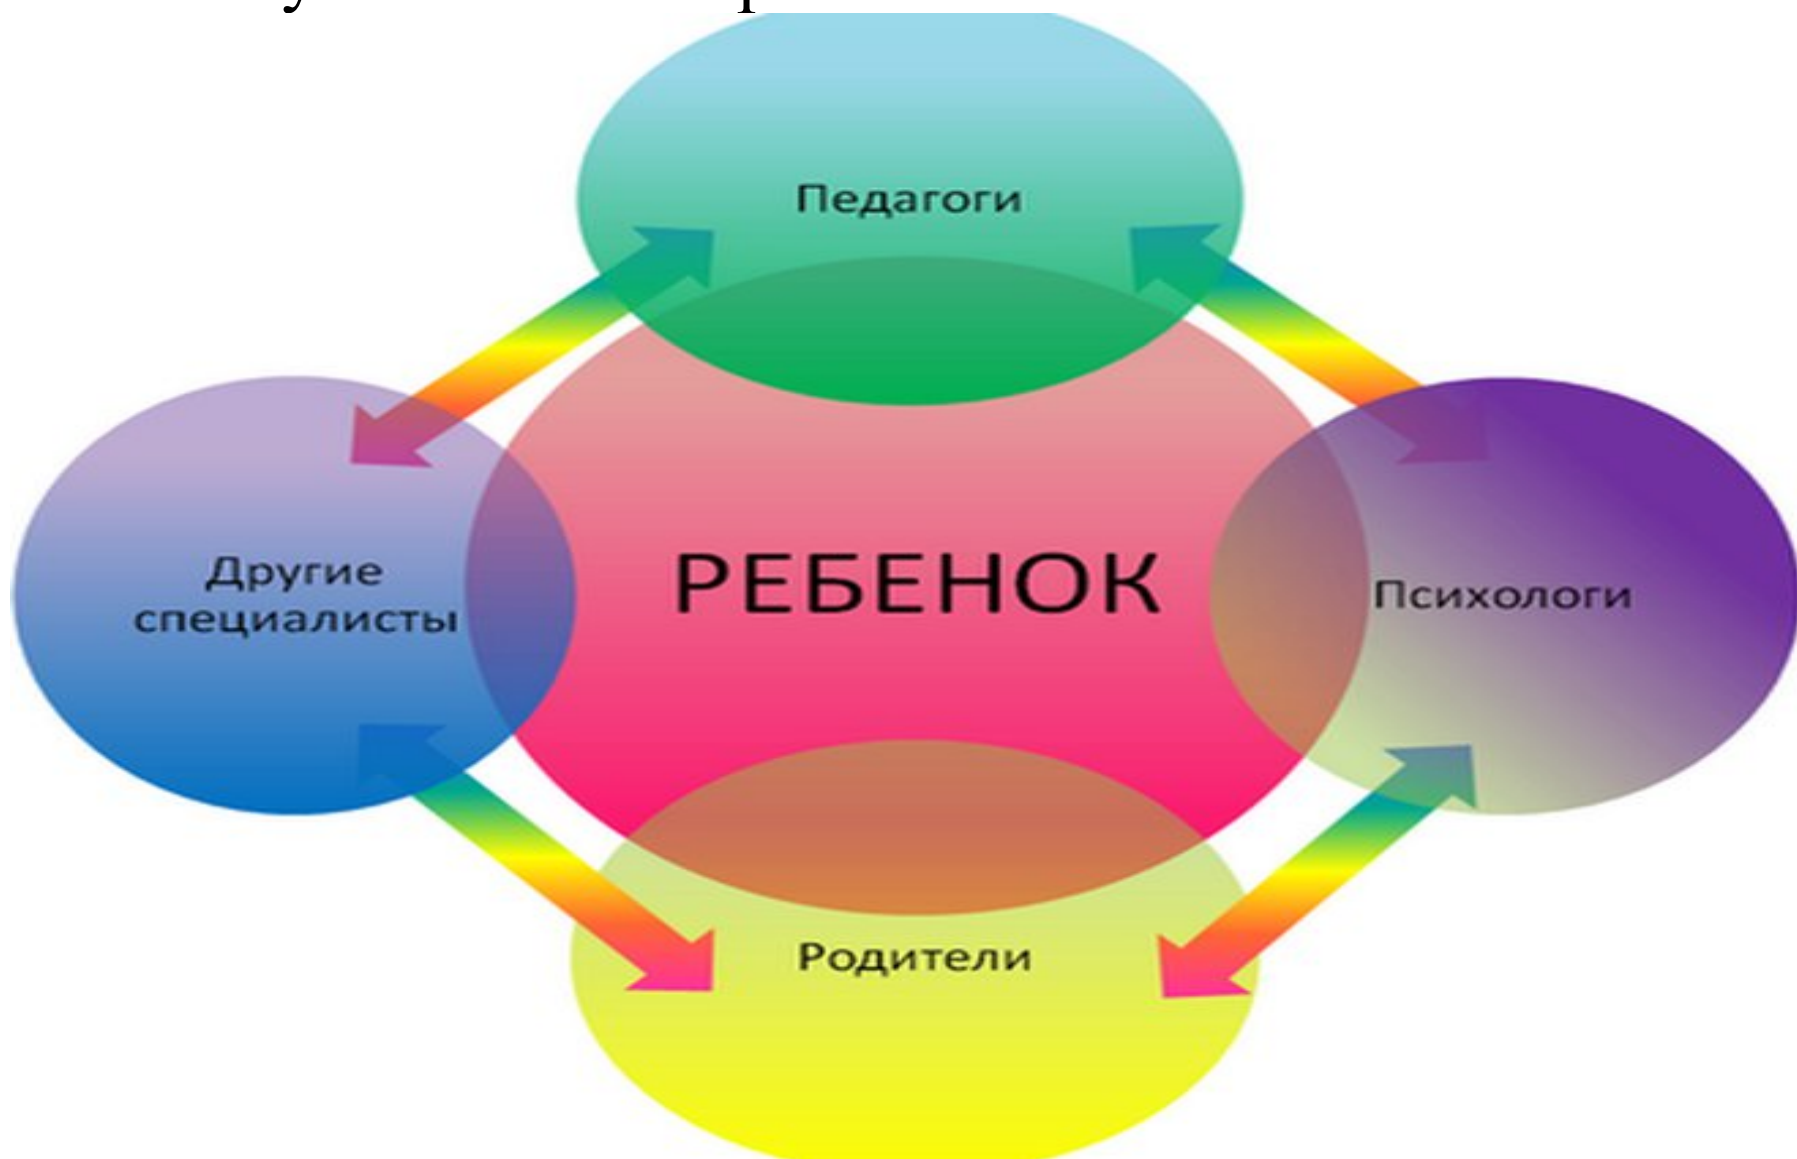 Педагоги
Другие
специалисты
РЕБЕНОК
Психологи
Родители